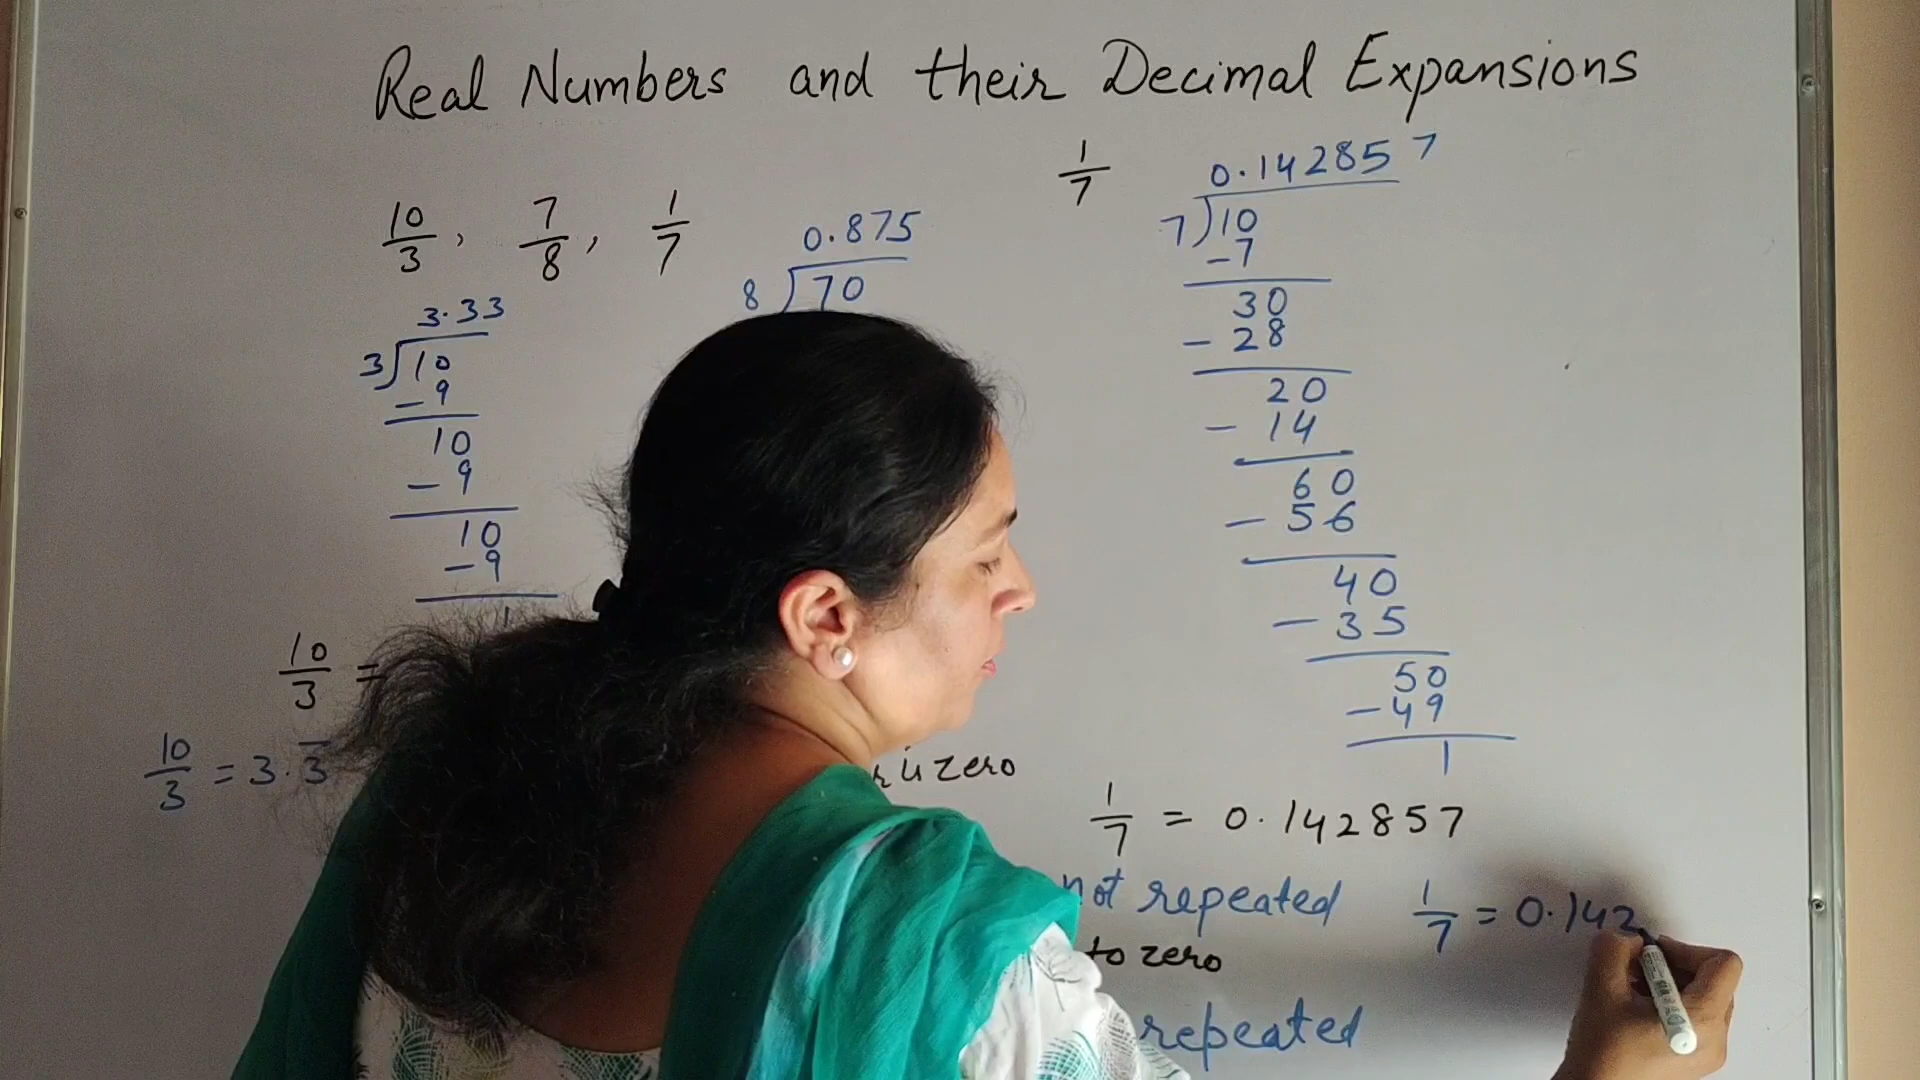 Real Numbers and their Decimal Expansions
10/3, 7/8, 1/7
3.33
3)10
-9
10
-9
10
-9
1
10/3 =
10/3 = 3.3̅
0.875
8)70
zero
1/7
0.142857
7)10
-7
30
-28
20
-14
60
-56
40
-35
50
-49
1
1/7 = 0.142857
not repeated
to zero
repeated
1/7 = 0.142